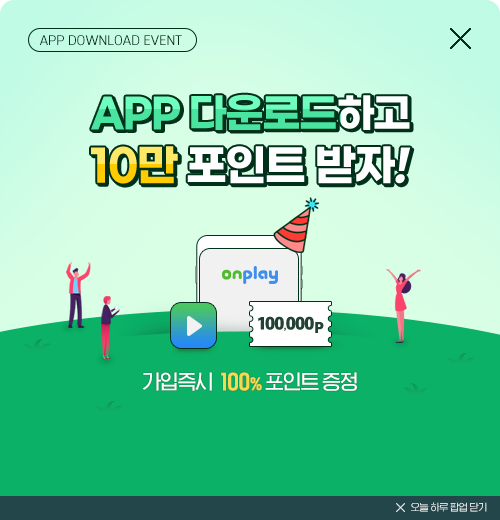 APP DOWNLOAD EVENT
APP 다운로드하고
10만 포인트 받자!
onplay
100,000P
가입즉시 100% 포인트 증정
오늘 하루 팝업 닫기